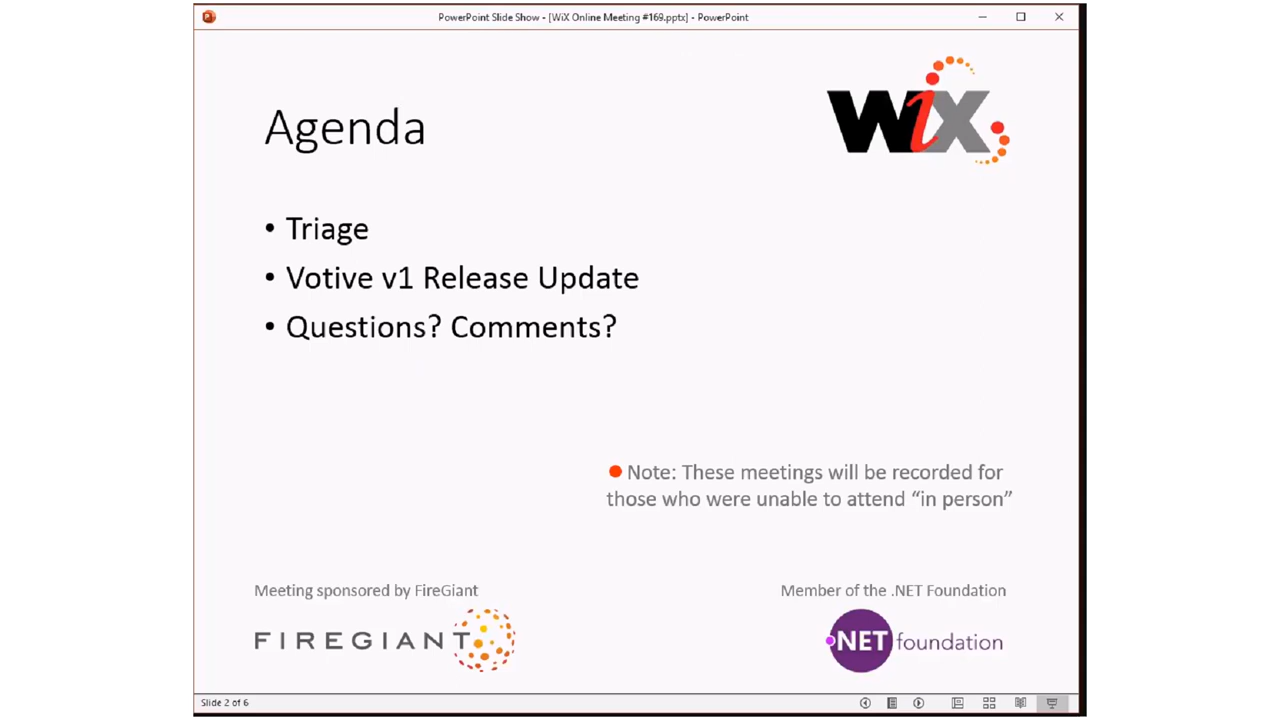 PowerPoint Slide Show - [WiX Online Meeting #169.pptx] - PowerPoint
WiX
Agenda
• Triage
• Votive v1 Release Update
• Questions? Comments?
Note: These meetings will be recorded for
those who were unable to attend “in person”
Meeting sponsored by FireGiant
FIREGIANT
Member of the .NET Foundation
.NET foundation
Slide 2 of 6